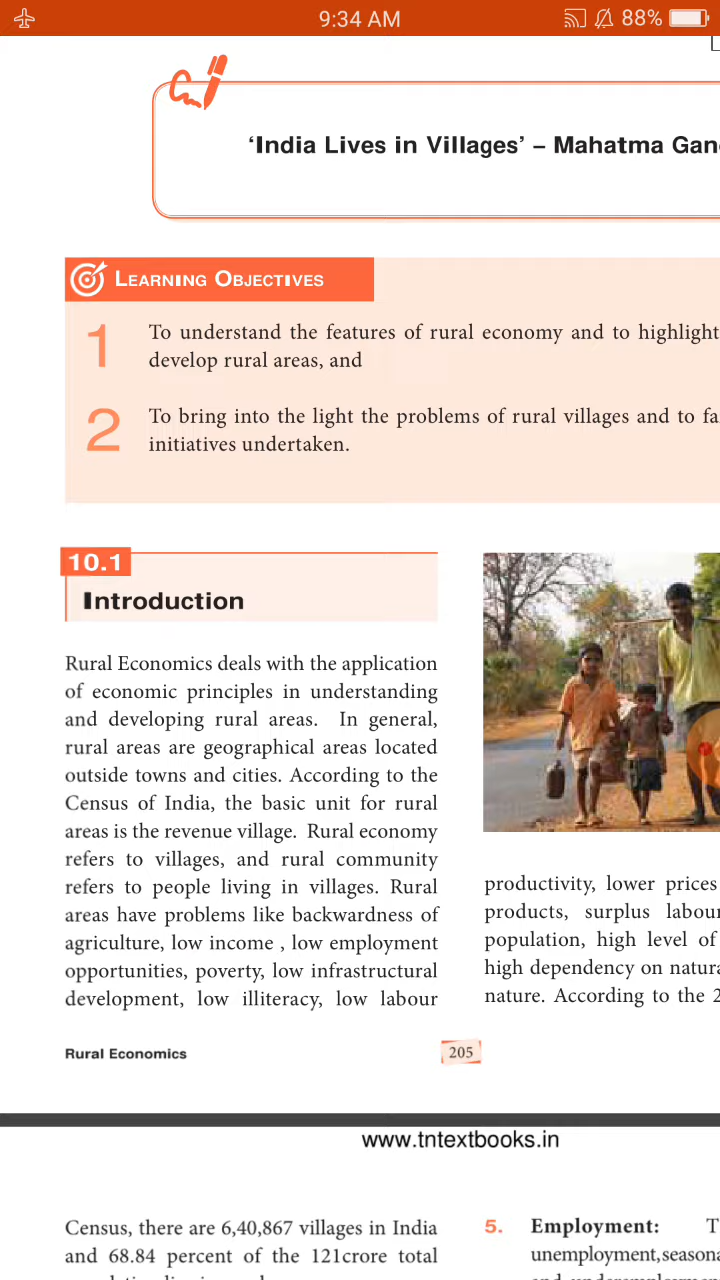 9:34 AM
88%
‘India Lives in Villages’ – Mahatma Gan
LEARNING OBJECTIVES
1 To understand the features of rural economy and to highlight
develop rural areas, and
2 To bring into the light the problems of rural villages and to fa
initiatives undertaken.
10.1
Introduction
Rural Economics deals with the application
of economic principles in understanding
and developing rural areas. In general,
rural areas are geographical areas located
outside towns and cities. According to the
Census of India, the basic unit for rural
areas is the revenue village. Rural economy
refers to villages, and rural community
refers to people living in villages. Rural
areas have problems like backwardness of
agriculture, low income , low employment
opportunities, poverty, low infrastructural
development, low illiteracy, low labour
productivity, lower prices
products, surplus labour
population, high level of
high dependency on natura
nature. According to the 2
Rural Economics
205
www.tntextbooks.in
Census, there are 6,40,867 villages in India
and 68.84 percent of the 121crore total
5. Employment: T
unemployment,seasona